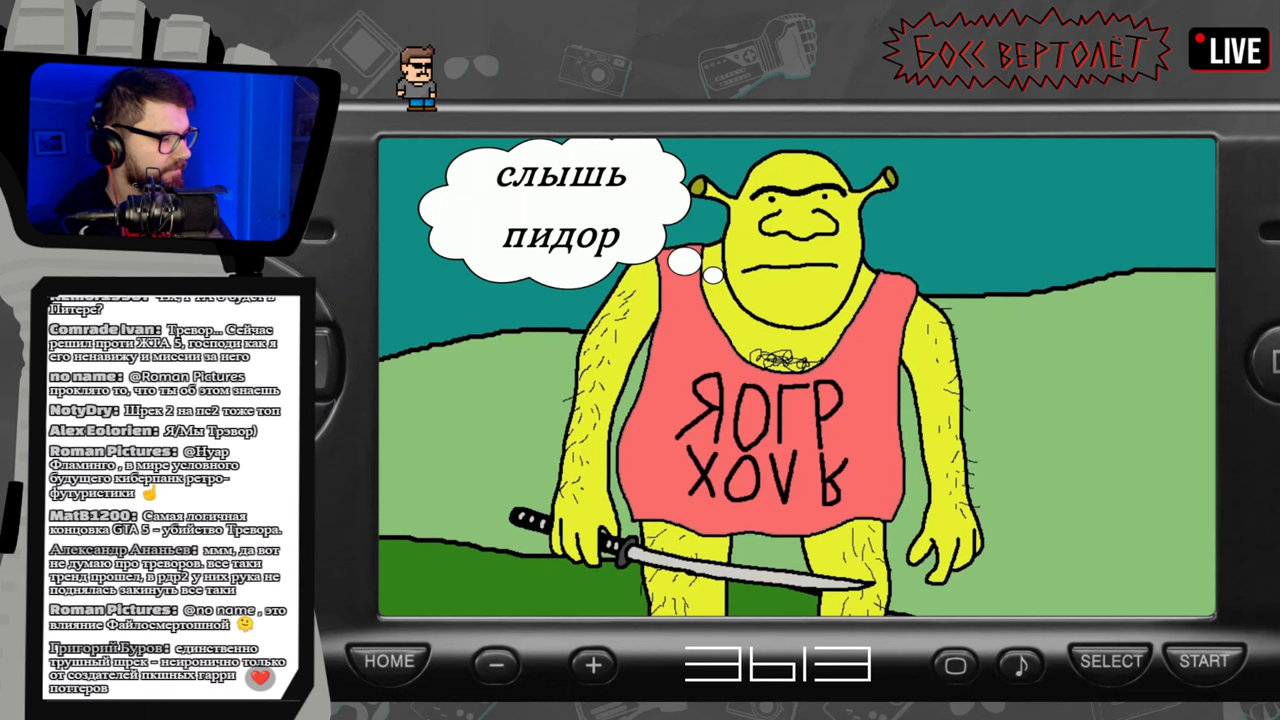 БОСС ВЕРТОЛЁТ
LIVE
слышь
пидор
ЯОГР
XOVЯ
Питере?
Comrade Ivan: Тревор... Сейчас
решил проти ЖТА 5, господи как я
его ненавижу и миссии за него
no name: @Roman Pictures
проклято то, что ты об этом знаешь
NotyDry: Шрек 2 на пс2 тоже топ
Alex Eolorien: Я/Мы Трэвор)
Roman Pictures: @Нуар
Фламинго , в мире условного
будущего киберпанк ретро-
футуристики ☝️
MatB1200: Самая логичная
концовка GTA 5 - убийство Тревора.
Александр Ананьев: ммм, да вот
не думаю про треворов. все таки
тренд прошел, в рдр2 у них рука не
поднялась закинуть все таки
Roman Pictures: @no name , это
влияние Файлосмертошной 🫠
Григорий Буров: единственно
трушный шрек - неиронично только
от создателей пкшных гарри
поттеров
HOME
SELECT
START